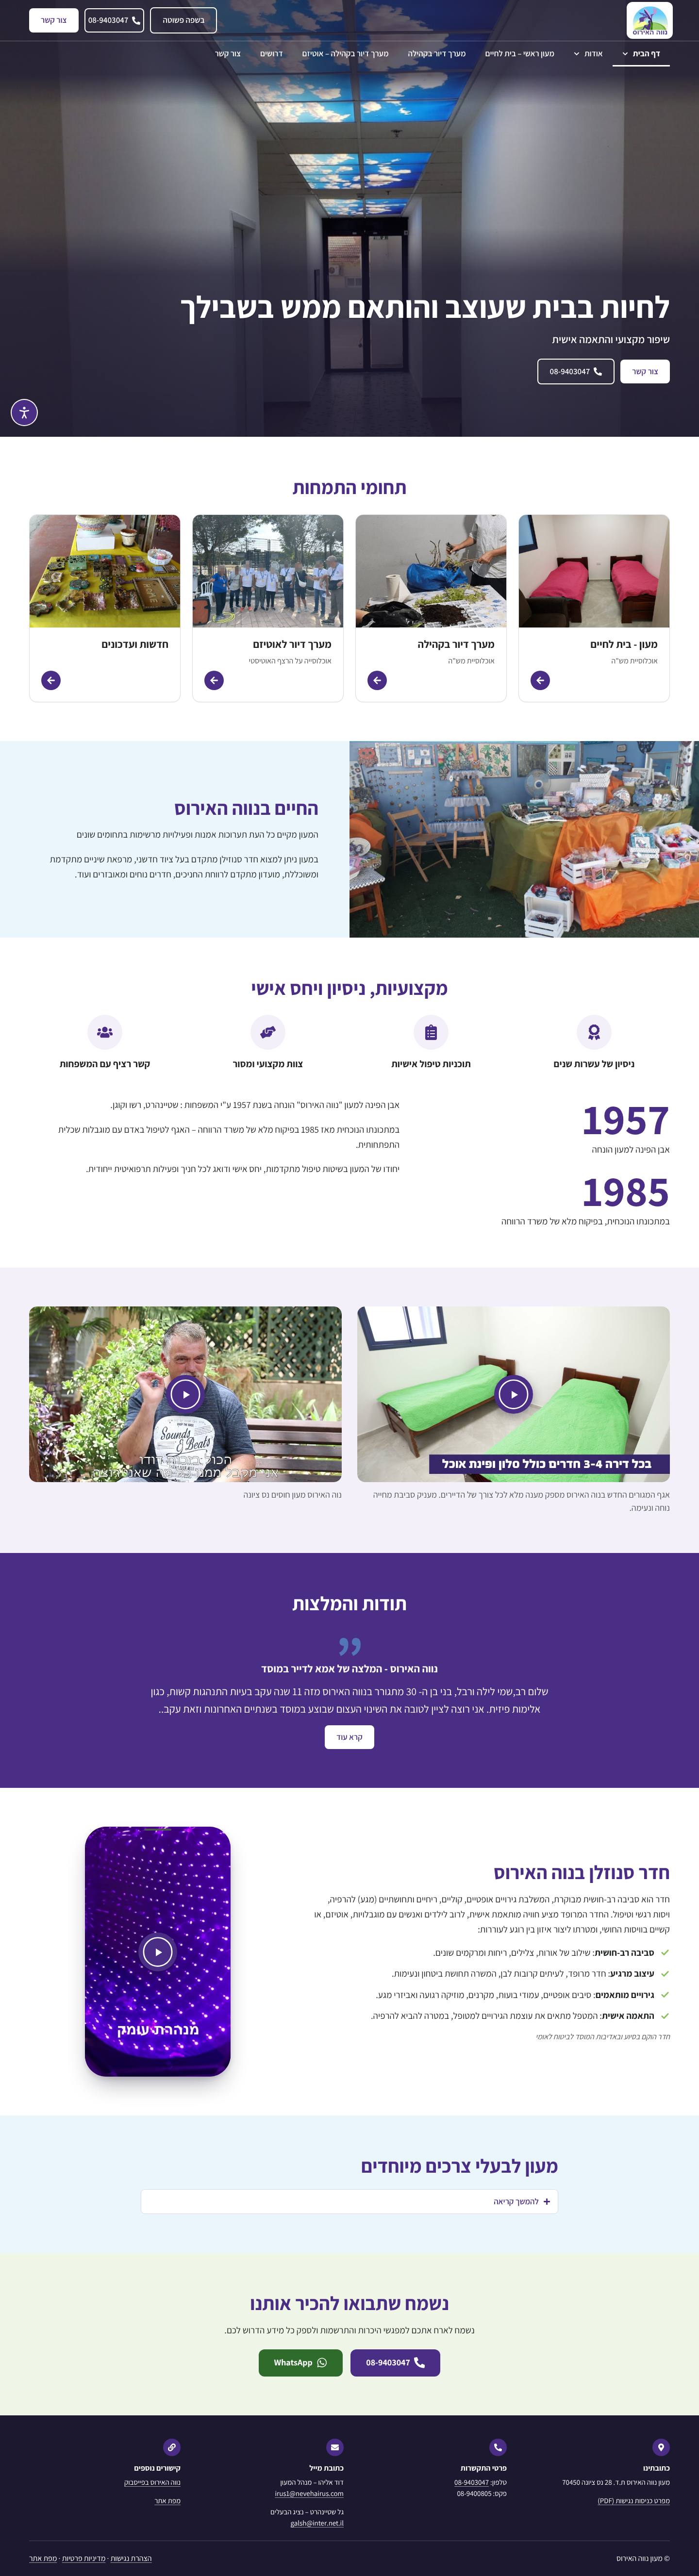 נווה האירוס
בשפה פשוטה
08-9403047
צור קשר
דף הבית
אודות
מעון ראשי – בית לחיים
מערך דיור בקהילה
מערך דיור בקהילה – אוטיזם
דרושים
צור קשר
לחיות בבית שעוצב והותאם ממש בשבילך
שיפור מקצועי והתאמה אישית
צור קשר
08-9403047
תחומי התמחות
מעון - בית לחיים
אוכלוסיית מש"ה
מערך דיור בקהילה
אוכלוסיית מש"ה
מערך דיור לאוטיזם
אוכלוסייה על הרצף האוטיסטי
חדשות ועדכונים
החיים בנווה האירוס
המעון מקיים כל העת תערוכות אמנות ופעילויות מרשימות בתחומים שונים
במעון ניתן למצוא חדר סנוזלן מתקדם בעל ציוד חדשני, מרפאת שיניים מתקדמת
ומשוכללת, מועדון מתקדם לרווחת החניכים, חדרים נוחים ומאובזרים ועוד.
מקצועיות, ניסיון ויחס אישי
ניסיון של עשרות שנים
תוכניות טיפול אישיות
צוות מקצועי ומסור
קשר רציף עם המשפחות
1957
אבן הפינה למעון הונחה
1985
במתכונתו הנוכחית, בפיקוח מלא של משרד הרווחה
אבן הפינה למעון "נווה האירוס" הונחה בשנת 1957 ע"י המשפחות : שטיינהרט, רשו וקוגן.
במתכונתו הנוכחית מאז 1985 בפיקוח מלא של משרד הרווחה – האגף לטיפול באדם עם מוגבלות שכלית
התפתחותית.
יחודו של המעון בשיטות טיפול מתקדמות, יחס אישי ודואג לכל חניך ופעילות תרפואיטית ייחודית.
בכל דירה 3-4 חדרים כולל סלון ופינת אוכל
אגף המגורים החדש בנווה האירוס מספק מענה מלא לכל צורך של הדיירים. מעניק סביבת מחייה
נוחה ונעימה.
Sounds
& Beats
נוה האירוס מעון חוסים נס ציונה
תודות והמלצות
נווה האירוס - המלצה של אמא לדייר במוסד
שלום רב,שמי לילה ורבל, בני בן ה- 30 מתגורר בנווה האירוס מזה 11 שנה עקב בעיות התנהגות קשות, כגון
אלימות פיזית. אני רוצה לציין לטובה את השינוי העצום שבוצע במוסד בשנתיים האחרונות וזאת עקב..
קרא עוד
חדר סנוזלן בנוה האירוס
חדר הוא סביבה רב-חושית מבוקרת, המשלבת גירויים אופטיים, קוליים, ריחיים ותחושתיים (מגע) להרפיה,
ויסות רגשי וטיפול. החדר המרופד מציע חוויה מותאמת אישית, לרוב לילדים ואנשים עם מוגבלויות, אוטיזם, או
קשיים בוויסות החושי, ומטרתו ליצור איזון בין רוגע לעוררות:
סביבה רב-חושית: שילוב של אורות, צלילים, ריחות ומרקמים שונים.
עיצוב מרגיע: חדר מרופד, לעיתים קרובות לבן, המשרה תחושת ביטחון ונעימות.
גירויים מותאמים: סיבים אופטיים, עמודי בועות, מקרנים, מוזיקה רגועה ואביזרי מגע.
התאמה אישית: המטפל מתאים את עוצמת הגירויים למטופל, במטרה להביא להרפיה.
חדר הוקם בסיוע ובאדיבות המוסד לביטוח לאומי
מנהרת עומק
מעון לבעלי צרכים מיוחדים
להמשך קריאה
נשמח שתבואו להכיר אותנו
נשמח לארח אתכם למפגשי היכרות והתרשמות ולספק כל מידע הדרוש לכם.
08-9403047
WhatsApp
כתובתינו
מעון נווה האירוס ת.ד. 28 נס ציונה 70450
מפרט כניסות נגישות (PDF)
פרטי התקשרות
טלפון: 08-9403047
פקס: 08-9400805
כתובת מייל
דוד אליהו – מנהל המעון
irus1@nevehairus.com
גל שטיינהרט – נציג הבעלים
galsh@inter.net.il
קישורים נוספים
נווה האירוס בפייסבוק
מפת אתר
© מעון נווה האירוס
הצהרת נגישות · מדיניות פרטיות · מפת אתר